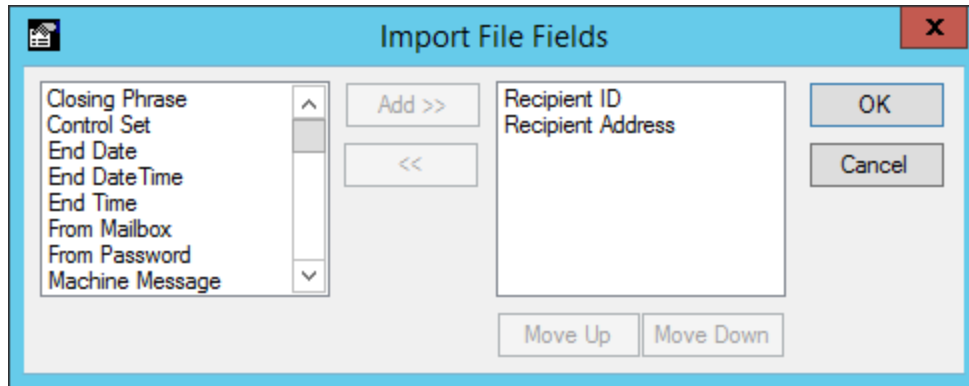 Import File Fields
x
Closing Phrase
Control Set
End Date
End DateTime
End Time
From Mailbox
From Password
Machine Message
Add >>
<<
Recipient ID
Recipient Address
OK
Cancel
Move Up
Move Down